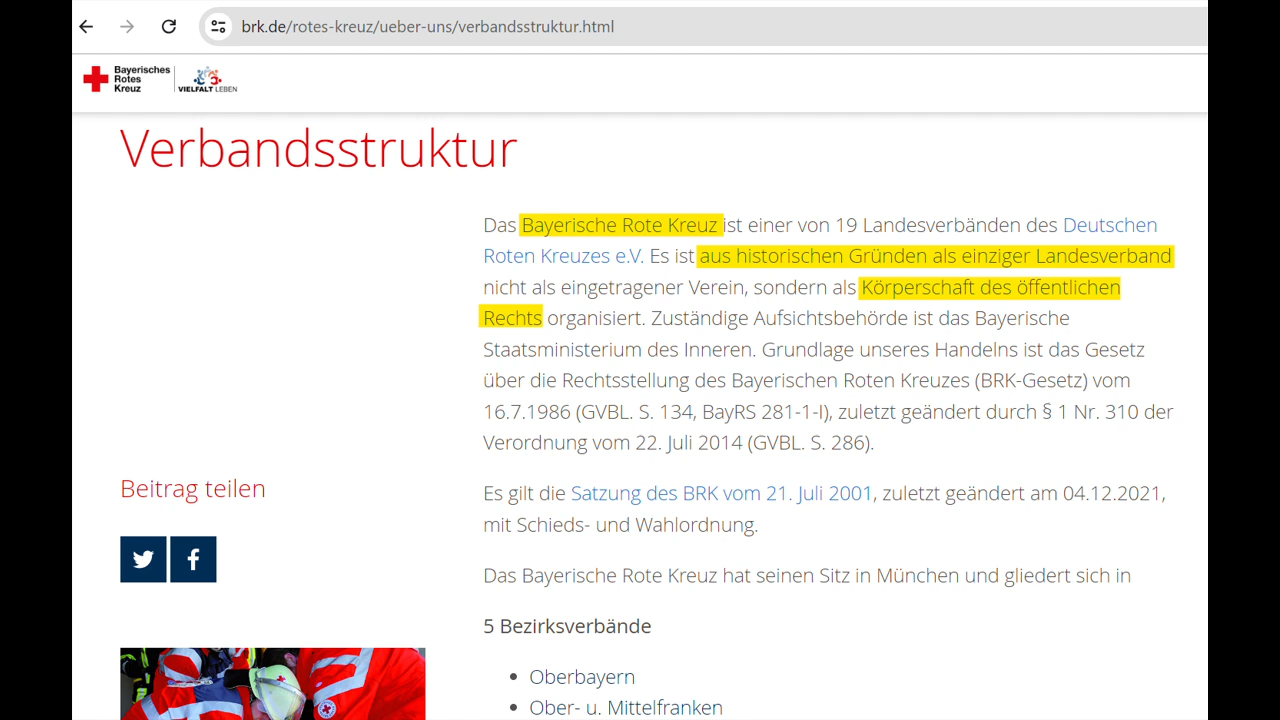 brk.de/rotes-kreuz/ueber-uns/verbandsstruktur.html
Bayerisches
Rotes
Kreuz
VIELFALT LEBEN
Verbandsstruktur
Das Bayerische Rote Kreuz ist einer von 19 Landesverbänden des Deutschen
Roten Kreuzes e.V. Es ist aus historischen Gründen als einziger Landesverband
nicht als eingetragener Verein, sondern als Körperschaft des öffentlichen
Rechts organisiert. Zuständige Aufsichtsbehörde ist das Bayerische
Staatsministerium des Inneren. Grundlage unseres Handelns ist das Gesetz
über die Rechtsstellung des Bayerischen Roten Kreuzes (BRK-Gesetz) vom
16.7.1986 (GVBL. S. 134, BayRS 281-1-I), zuletzt geändert durch § 1 Nr. 310 der
Verordnung vom 22. Juli 2014 (GVBL. S. 286).
Es gilt die Satzung des BRK vom 21. Juli 2001, zuletzt geändert am 04.12.2021,
mit Schieds- und Wahlordnung.
Das Bayerische Rote Kreuz hat seinen Sitz in München und gliedert sich in
5 Bezirksverbände
Oberbayern
Ober- u. Mittelfranken
Beitrag teilen